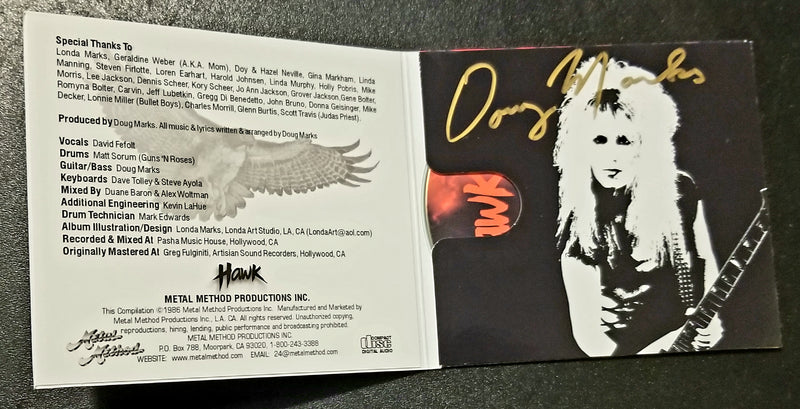 Special Thanks To
Londa Marks, Geraldine Weber (A.K.A. Mom), Doy & Hazel Neville, Gina Markham, Linda
Manning, Steven Firlotte, Loren Earhart, Harold Johnsen, Linda Murphy, Holly Pobris, Mike
Morris, Lee Jackson, Dennis Scheer, Kory Scheer, Jo Ann Jackson, Grover Jackson, Gene Bolter,
Romyna Bolter, Carvin, Jeff Lubetkin, Gregg Di Benedetto, John Bruno, Donna Geisinger, Mike
Decker, Lonnie Miller (Bullet Boys), Charles Morrill, Glenn Burtis, Scott Travis (Judas Priest).
Produced by Doug Marks. All music & lyrics written & arranged by Doug Marks
Vocals David Fefolt
Drums Matt Sorum (Guns 'N Roses)
Guitar/Bass Doug Marks
Keyboards Dave Tolley & Steve Ayola
Mixed By Duane Baron & Alex Woltman
Additional Engineering Kevin LaHue
Drum Technician Mark Edwards
Album Illustration/Design Londa Marks, Londa Art Studio, LA, CA (LondaArt@aol.com)
Recorded & Mixed At Pasha Music House, Hollywood, CA
Originally Mastered At Greg Fulginiti, Artisian Sound Recorders, Hollywood, CA
Hawk
METAL METHOD PRODUCTIONS INC.
This Compilation ©1986 Metal Method Productions Inc. Manufactured and Marketed by
Metal Method Productions Inc., L.A. CA. All rights reserved. Unauthorized copying,
reproductions, hiring, lending, public performance and broadcasting prohibited.
METAL METHOD PRODUCTIONS INC.
P.O. Box 788, Moorpark, CA 93020, 1-800-243-3388
WEBSITE: www.metalmethod.com EMAIL: 24@metalmethod.com
Metal
Method
COMPACT
disc
DIGITAL AUDIO
Doug Marks
awk